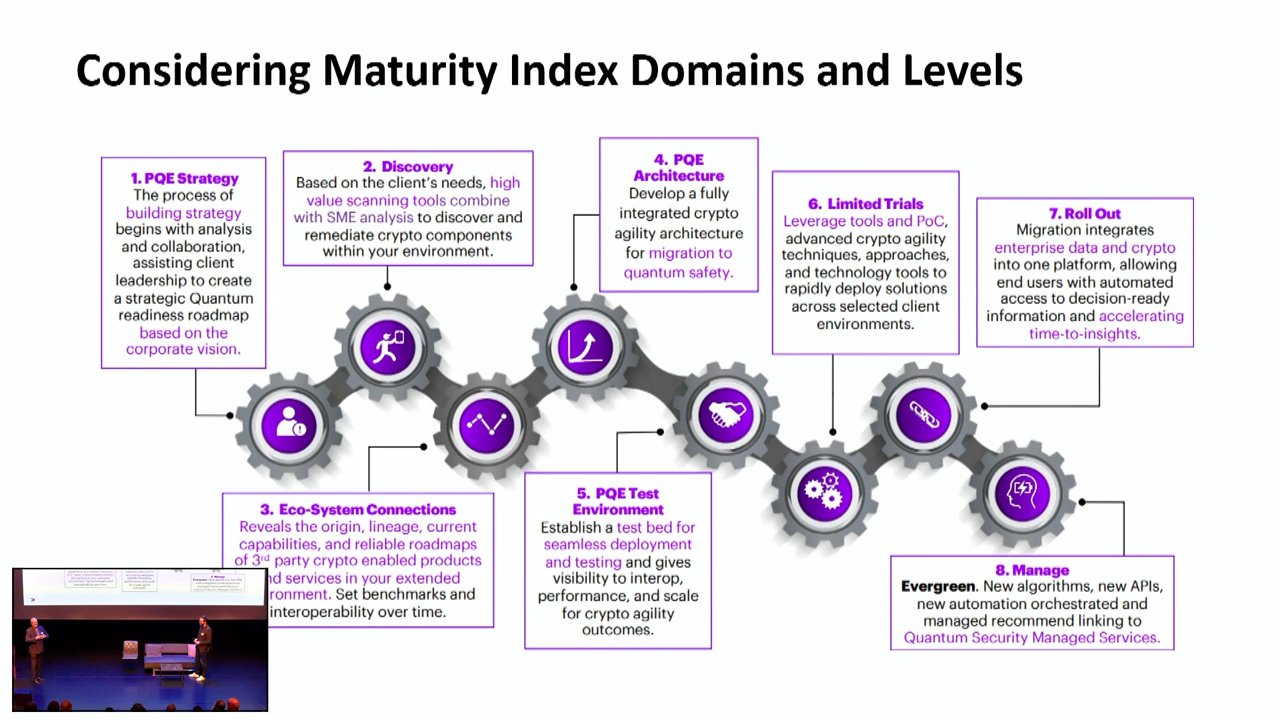 Considering Maturity Index Domains and Levels
1. PQE Strategy
The process of
building strategy
begins with analysis
and collaboration,
assisting client
leadership to create
a strategic Quantum
readiness roadmap
based on the
corporate vision.
2. Discovery
Based on the client's needs, high
value scanning tools combine
with SME analysis to discover and
remediate crypto components
within your environment.
3. Eco-System Connections
Reveals the origin, lineage, current
capabilities, and reliable roadmaps
of 3rd party crypto enabled products
services in your extended
Set benchmarks and
interoperability over time.
4. PQE
Architecture
Develop a fully
integrated crypto
agility architecture
for migration to
quantum safety.
5. PQE Test
Environment
Establish a test bed for
seamless deployment
and testing and gives
visibility to interop,
performance, and scale
for crypto agility
outcomes.
6. Limited Trials
Leverage tools and PoC,
advanced crypto agility
techniques, approaches,
and technology tools to
rapidly deploy solutions
across selected client
environments.
7. Roll Out
Migration integrates
enterprise data and crypto
into one platform, allowing
end users with automated
access to decision-ready
information and accelerating
time-to-insights.
8. Manage
Evergreen. New algorithms, new APIs,
new automation orchestrated and
managed recommend linking to
Quantum Security Managed Services.